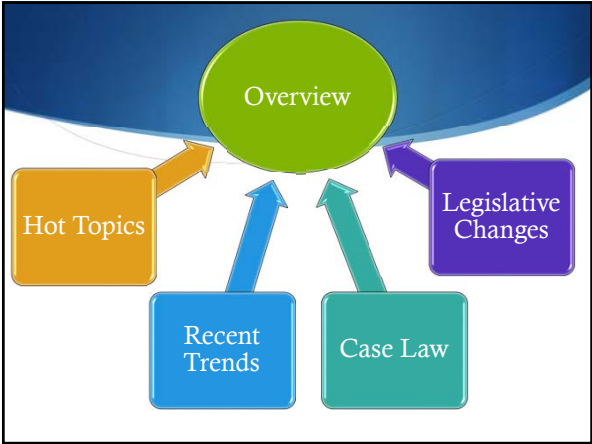 Overview
Hot Topics
Legislative
Changes
Recent
Trends
Case Law